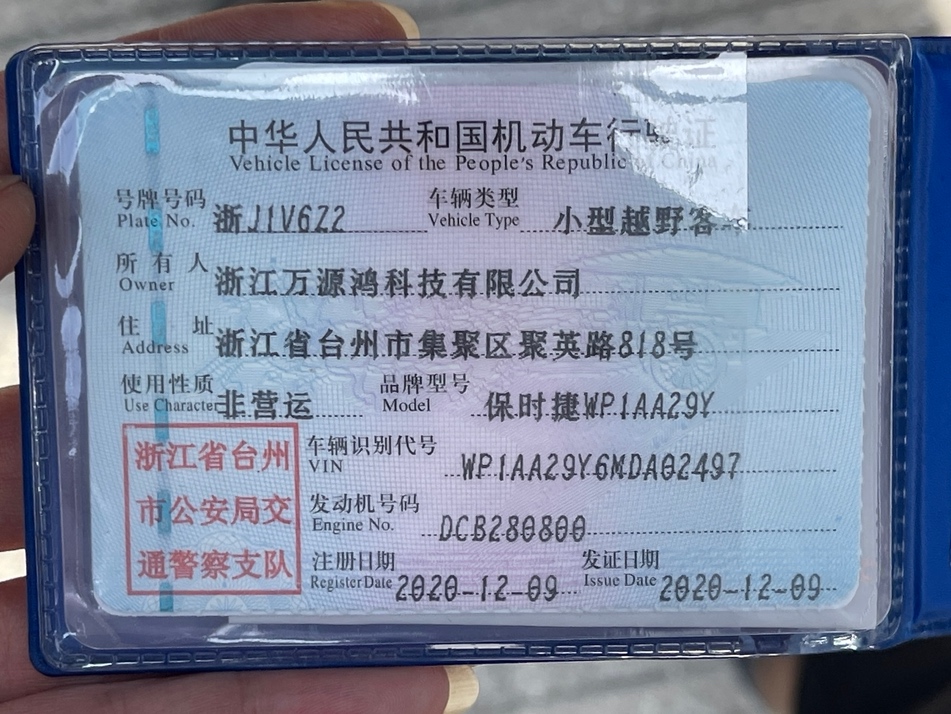 中华人民共和国机动车行驶证
Vehicle License of the People's Republic of China
号牌号码 浙J1V6Z2 车辆类型 小型越野客
Plate No. Vehicle Type
所有人 浙江万源鸿科技有限公司
Owner
住址 浙江省台州市集聚区聚英路818号
Address
使用性质 非营运 品牌型号 保时捷WP1AA29Y
Use Character Model
浙江省台州
市公安局交
通警察支队
车辆识别代号 WP1AA29Y6MDA02497
VIN
发动机号码 DCB280800
Engine No.
注册日期 2020-12-09 发证日期 2020-12-09
Register Date Issue Date